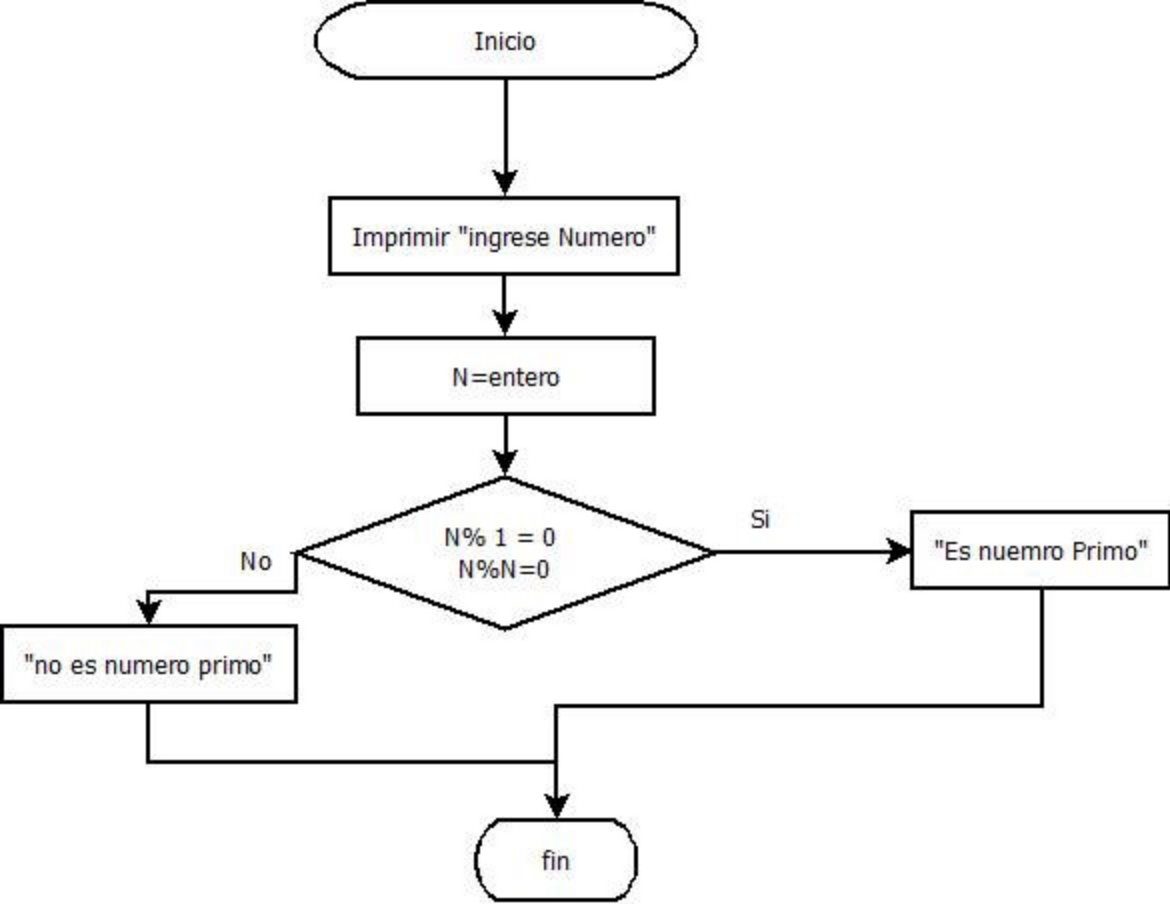 Inicio
Imprimir "ingrese Numero"
N=entero
N% 1 = 0
N%N=0
Si
"Es nuemro Primo"
No
"no es numero primo"
fin